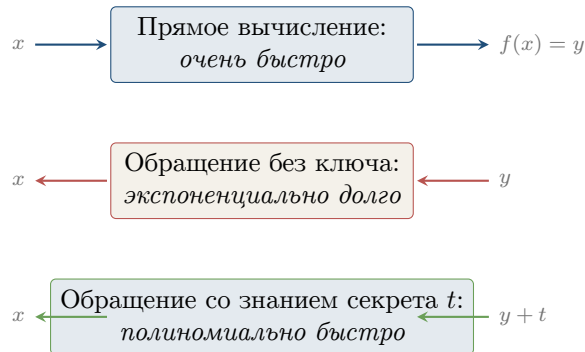 x Прямое вычисление: f(x) = y
очень быстро
x Обращение без ключа: y
экспоненциально долго
x Обращение со знанием секрета t: y + t
полиномиально быстро